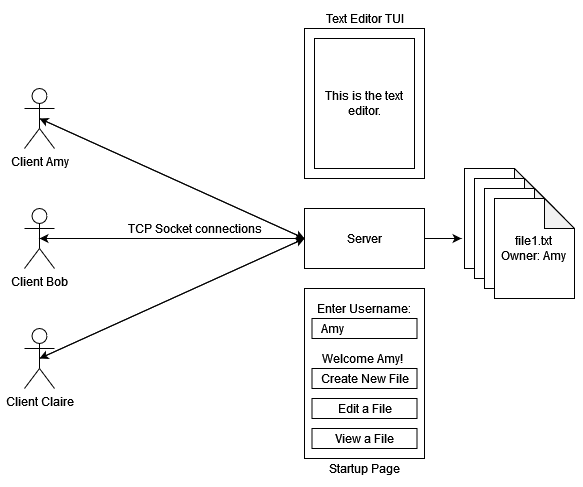 Text Editor TUI
This is the text
editor.
Client Amy
TCP Socket connections
Client Bob
Client Claire
Server
file1.txt
Owner: Amy
Enter Username:
Amy
Welcome Amy!
Create New File
Edit a File
View a File
Startup Page